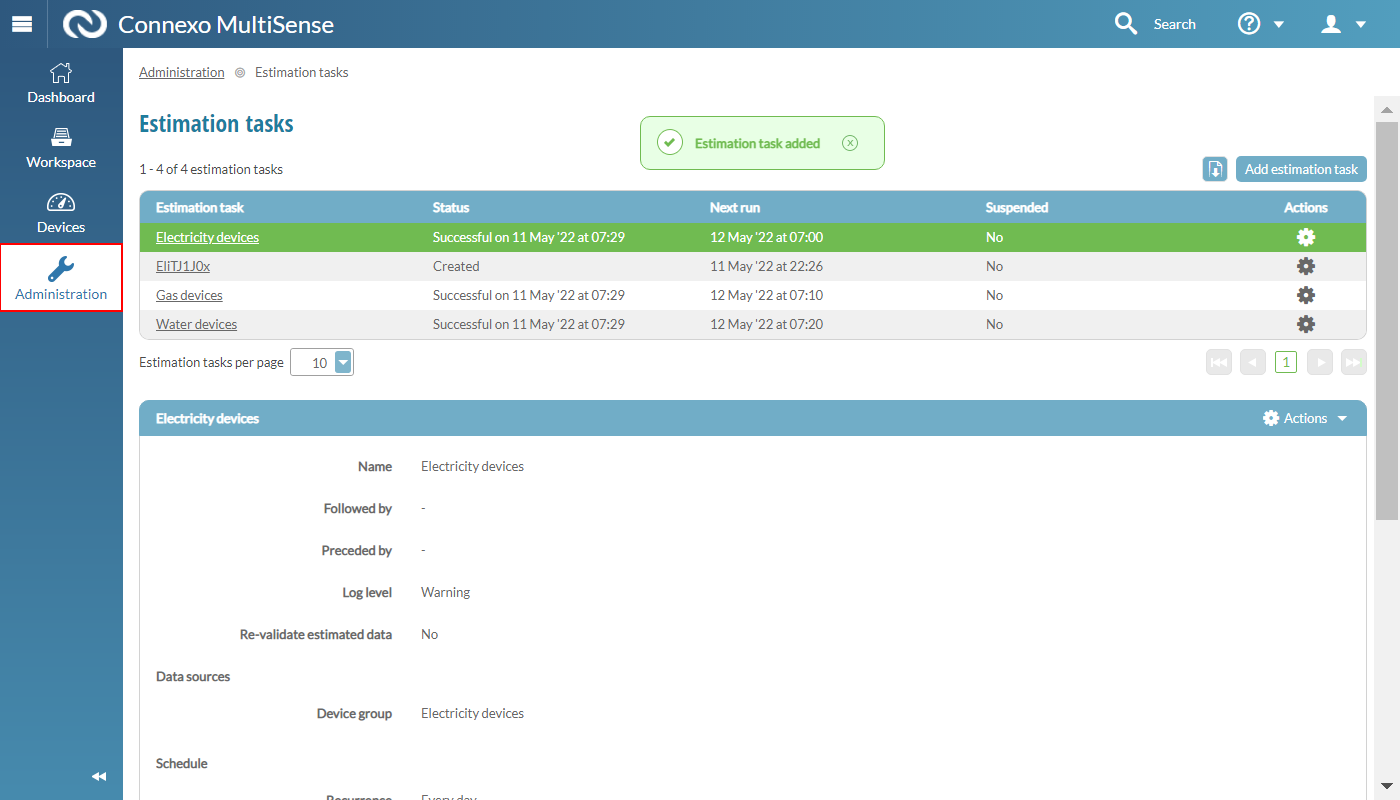 Connexo MultiSense
Search
Dashboard
Workspace
Devices
Administration
Administration Estimation tasks
Estimation tasks
Estimation task added
1 - 4 of 4 estimation tasks
Add estimation task
Estimation task Status Next run Suspended Actions
Electricity devices Successful on 11 May '22 at 07:29 12 May '22 at 07:00 No
EliTJ1J0x Created 11 May '22 at 22:26 No
Gas devices Successful on 11 May '22 at 07:29 12 May '22 at 07:10 No
Water devices Successful on 11 May '22 at 07:29 12 May '22 at 07:20 No
Estimation tasks per page 10
1
Electricity devices Actions
Name Electricity devices
Followed by -
Preceded by -
Log level Warning
Re-validate estimated data No
Data sources
Device group Electricity devices
Schedule
Recurrence Every day